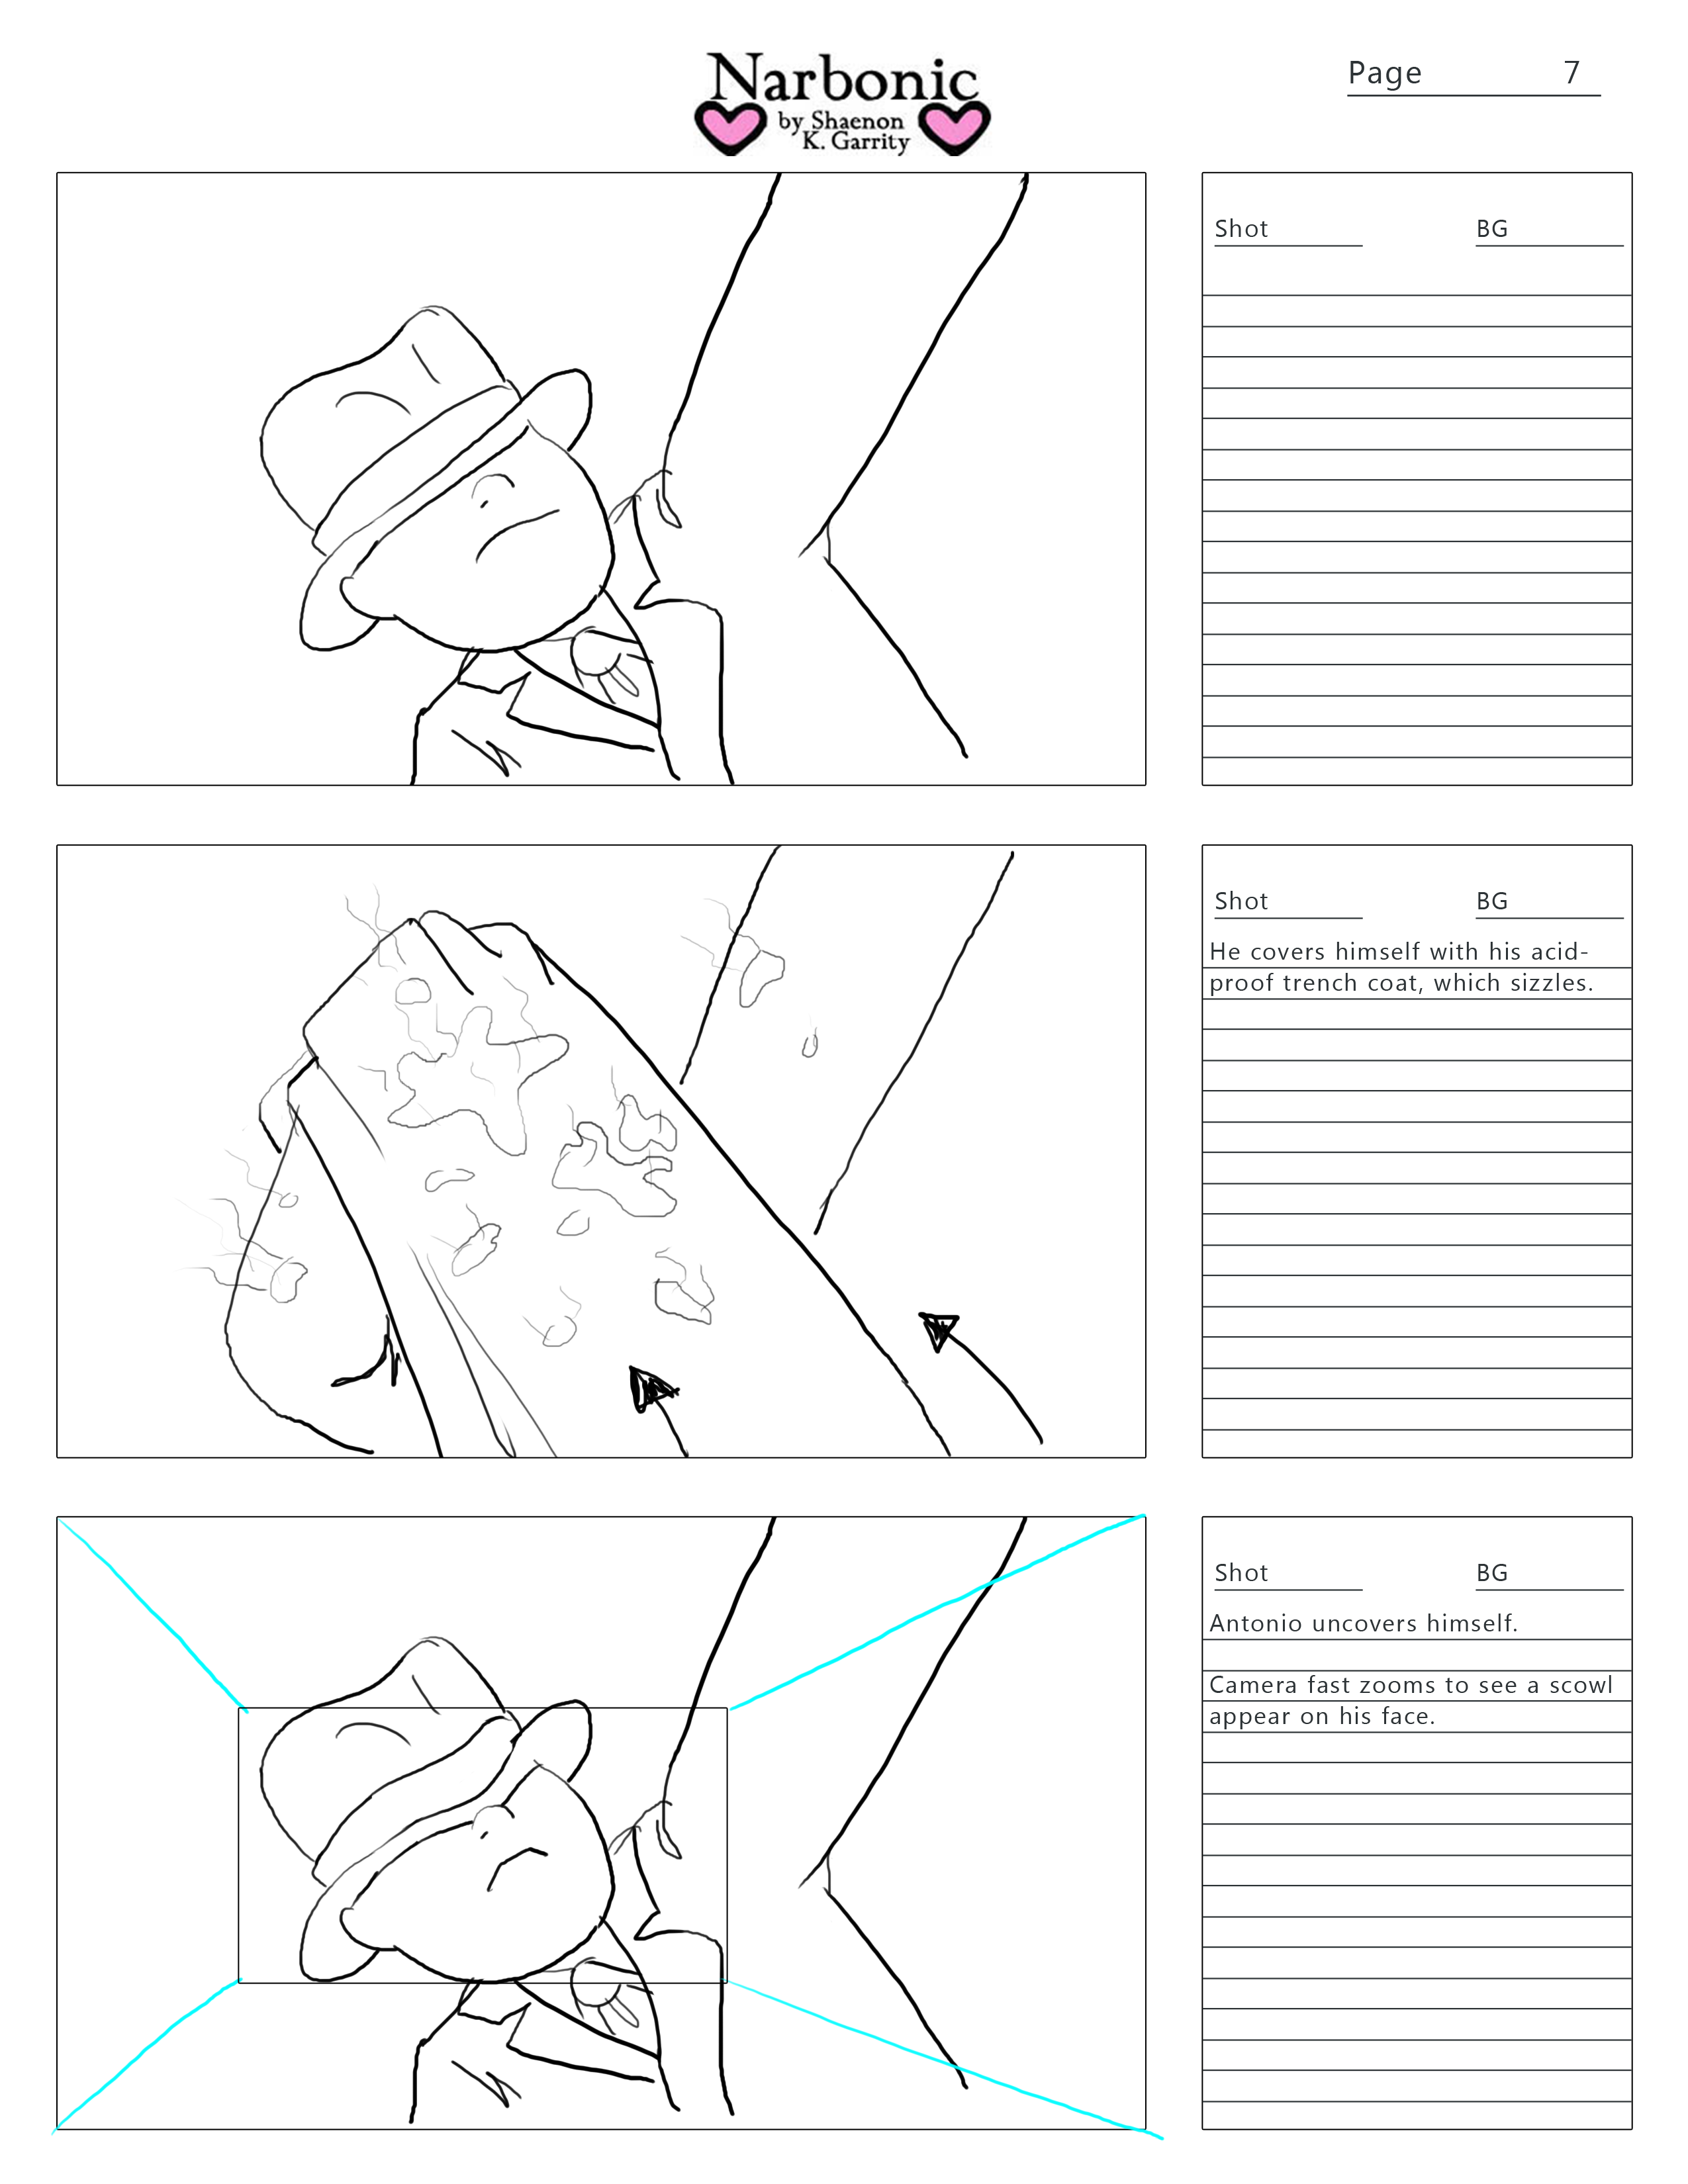 Narbonic
by Shaenon
K. Garrity
Page 7
Shot BG
Shot BG
He covers himself with his acid-
proof trench coat, which sizzles.
Shot BG
Antonio uncovers himself.
Camera fast zooms to see a scowl
appear on his face.